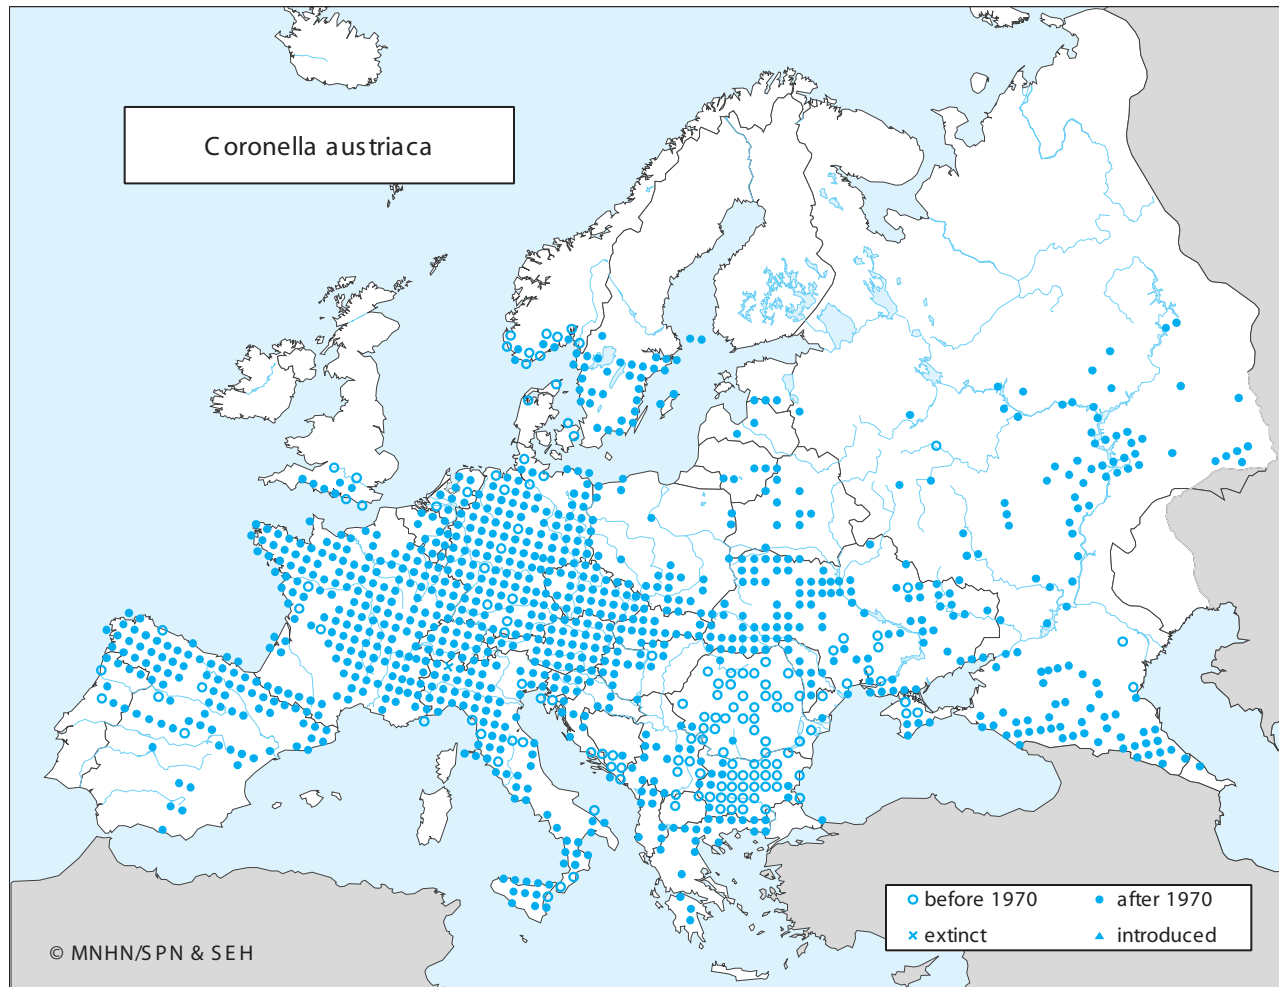 Coronella austriaca
before 1970
after 1970
extinct
introduced
© MNHN/SPN & SEH